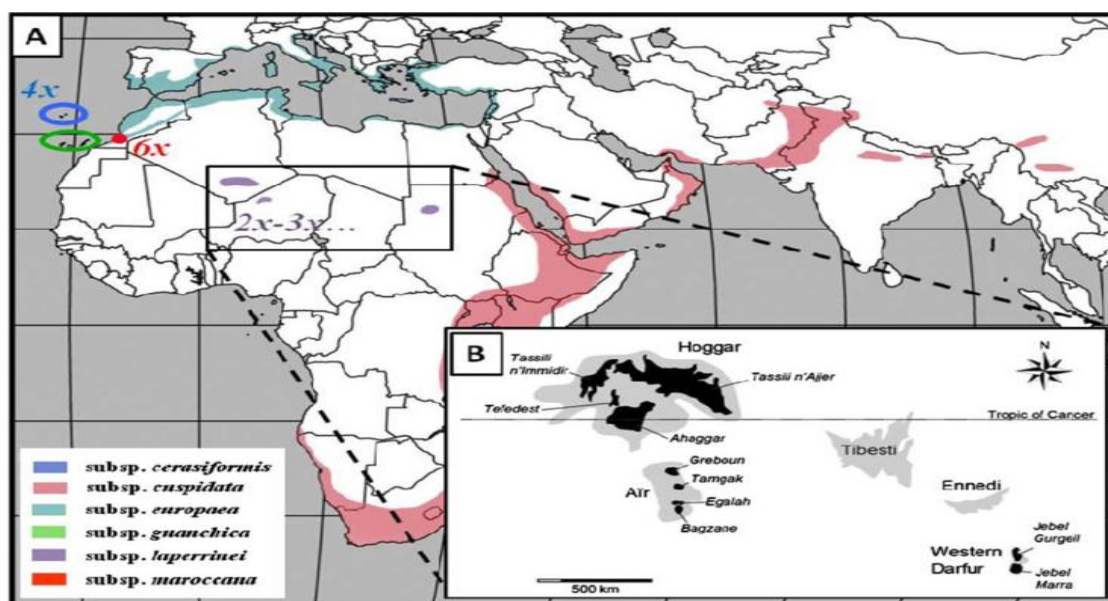 A
4x
6x
2x-3x...
subsp. cerasiformis
subsp. cuspidata
subsp. europaea
subsp. guanchica
subsp. laperrinei
subsp. maroccana
B
Hoggar
N
Tassili
n'Immidir
Tassili n'Ajjer
Tefedest
Tropic of Cancer
Ahaggar
Greboun
Tibesti
Tamgak
Aïr
Ennedi
Egalah
Bagzane
Jebel
Gurgeil
Western
Darfur
Jebel
Marra
500 km